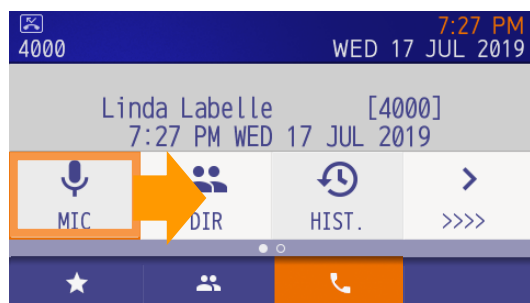 7:27 PM
4000 WED 17 JUL 2019
Linda Labelle [4000]
7:27 PM WED 17 JUL 2019
MIC DIR HIST. >>>>